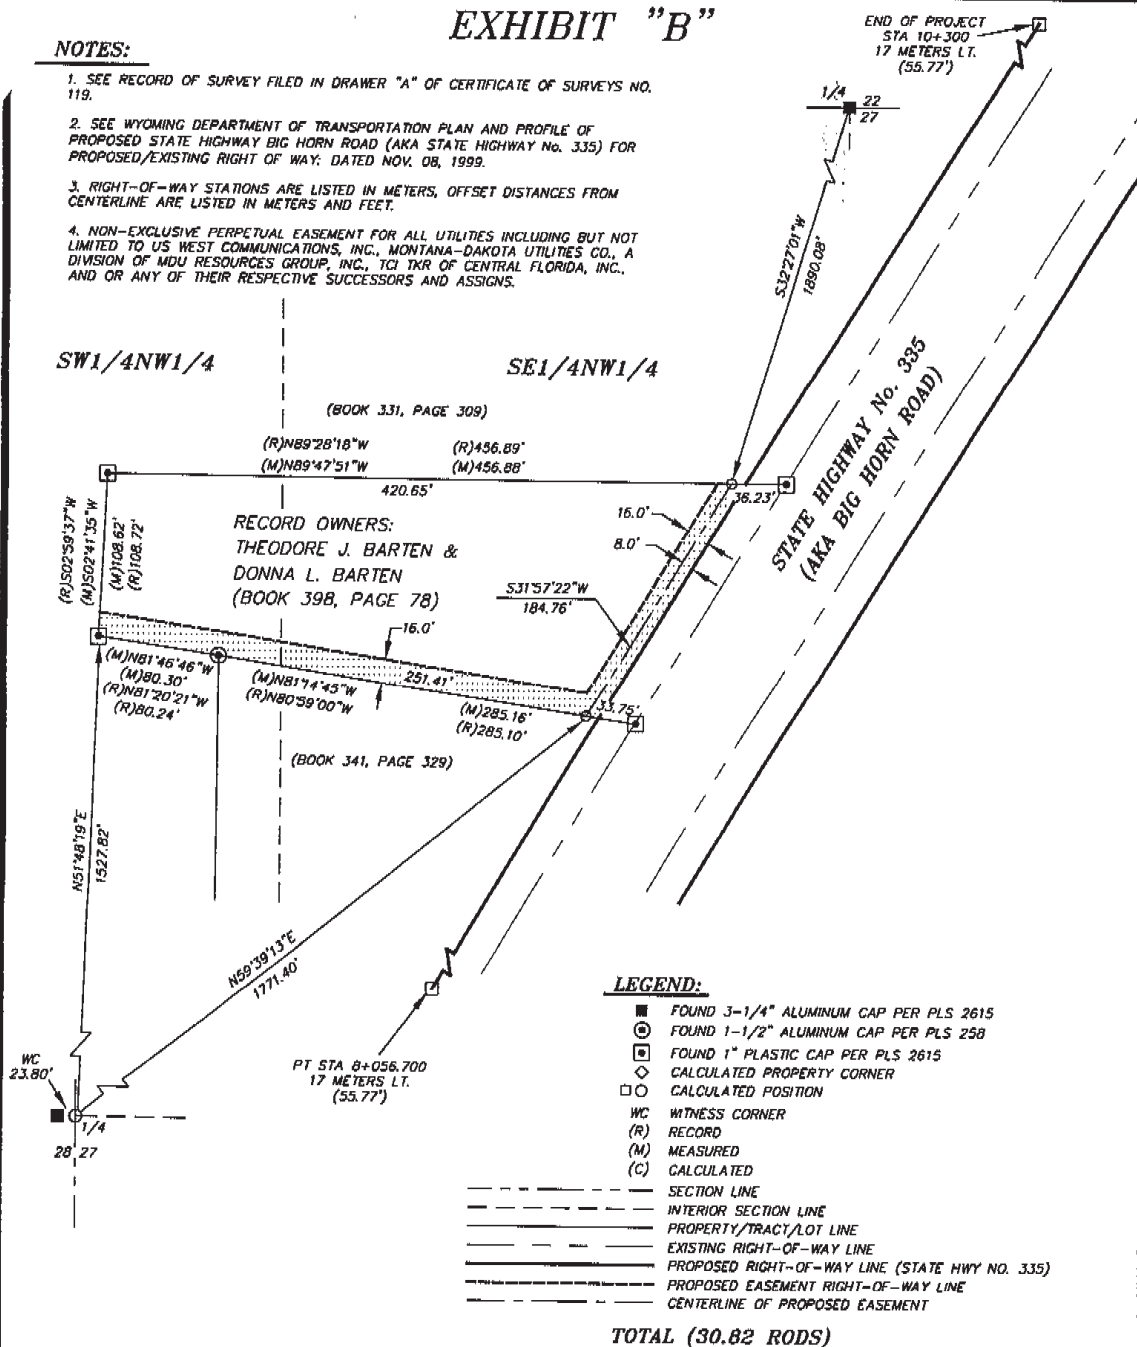 EXHIBIT "B"
NOTES:
1. SEE RECORD OF SURVEY FILED IN DRAWER "A" OF CERTIFICATE OF SURVEYS NO.
119.
2. SEE WYOMING DEPARTMENT OF TRANSPORTATION PLAN AND PROFILE OF
PROPOSED STATE HIGHWAY BIG HORN ROAD (AKA STATE HIGHWAY No. 335) FOR
PROPOSED/EXISTING RIGHT OF WAY: DATED NOV. 08, 1999.
3. RIGHT-OF-WAY STATIONS ARE LISTED IN METERS, OFFSET DISTANCES FROM
CENTERLINE ARE LISTED IN METERS AND FEET.
4. NON-EXCLUSIVE PERPETUAL EASEMENT FOR ALL UTILITIES INCLUDING BUT NOT
LIMITED TO US WEST COMMUNICATIONS, INC., MONTANA-DAKOTA UTILITIES CO., A
DIVISION OF MDU RESOURCES GROUP, INC., TCI TKR OF CENTRAL FLORIDA, INC.,
AND OR ANY OF THEIR RESPECTIVE SUCCESSORS AND ASSIGNS.
END OF PROJECT
STA 10+300
17 METERS LT.
(55.77')
1/4 22
27
S32°27'01"W
1890.08'
SW1/4NW1/4
SE1/4NW1/4
STATE HIGHWAY No. 335
(AKA BIG HORN ROAD)
(BOOK 331, PAGE 309)
(R)N89°28'18"W (R)456.89'
(M)N89°47'51"W (M)456.88'
420.65'
36.23'
(R)S02°59'37"W
(M)S02°41'35"W
(M)108.62'
(R)108.72'
RECORD OWNERS:
THEODORE J. BARTEN &
DONNA L. BARTEN
(BOOK 398, PAGE 78)
16.0'
8.0'
S31°57'22"W
184.76'
16.0'
(M)N81°46'46"W
(M)80.30'
(R)N81°20'21"W
(R)80.24'
(M)N81°14'45"W
(R)N80°59'00"W
251.41'
(M)285.16'
(R)285.10'
33.75'
(BOOK 341, PAGE 329)
N51°48'19"E
1527.82'
N59°39'13"E
1771.40'
WC
23.80'
1/4
28 27
PT STA 8+056.700
17 METERS LT.
(55.77')
LEGEND:
FOUND 3-1/4" ALUMINUM CAP PER PLS 2615
FOUND 1-1/2" ALUMINUM CAP PER PLS 258
FOUND 1" PLASTIC CAP PER PLS 2615
CALCULATED PROPERTY CORNER
CALCULATED POSITION
WC WITNESS CORNER
(R) RECORD
(M) MEASURED
(C) CALCULATED
SECTION LINE
INTERIOR SECTION LINE
PROPERTY/TRACT/LOT LINE
EXISTING RIGHT-OF-WAY LINE
PROPOSED RIGHT-OF-WAY LINE (STATE HWY NO. 335)
PROPOSED EASEMENT RIGHT-OF-WAY LINE
CENTERLINE OF PROPOSED EASEMENT
TOTAL (30.82 RODS)